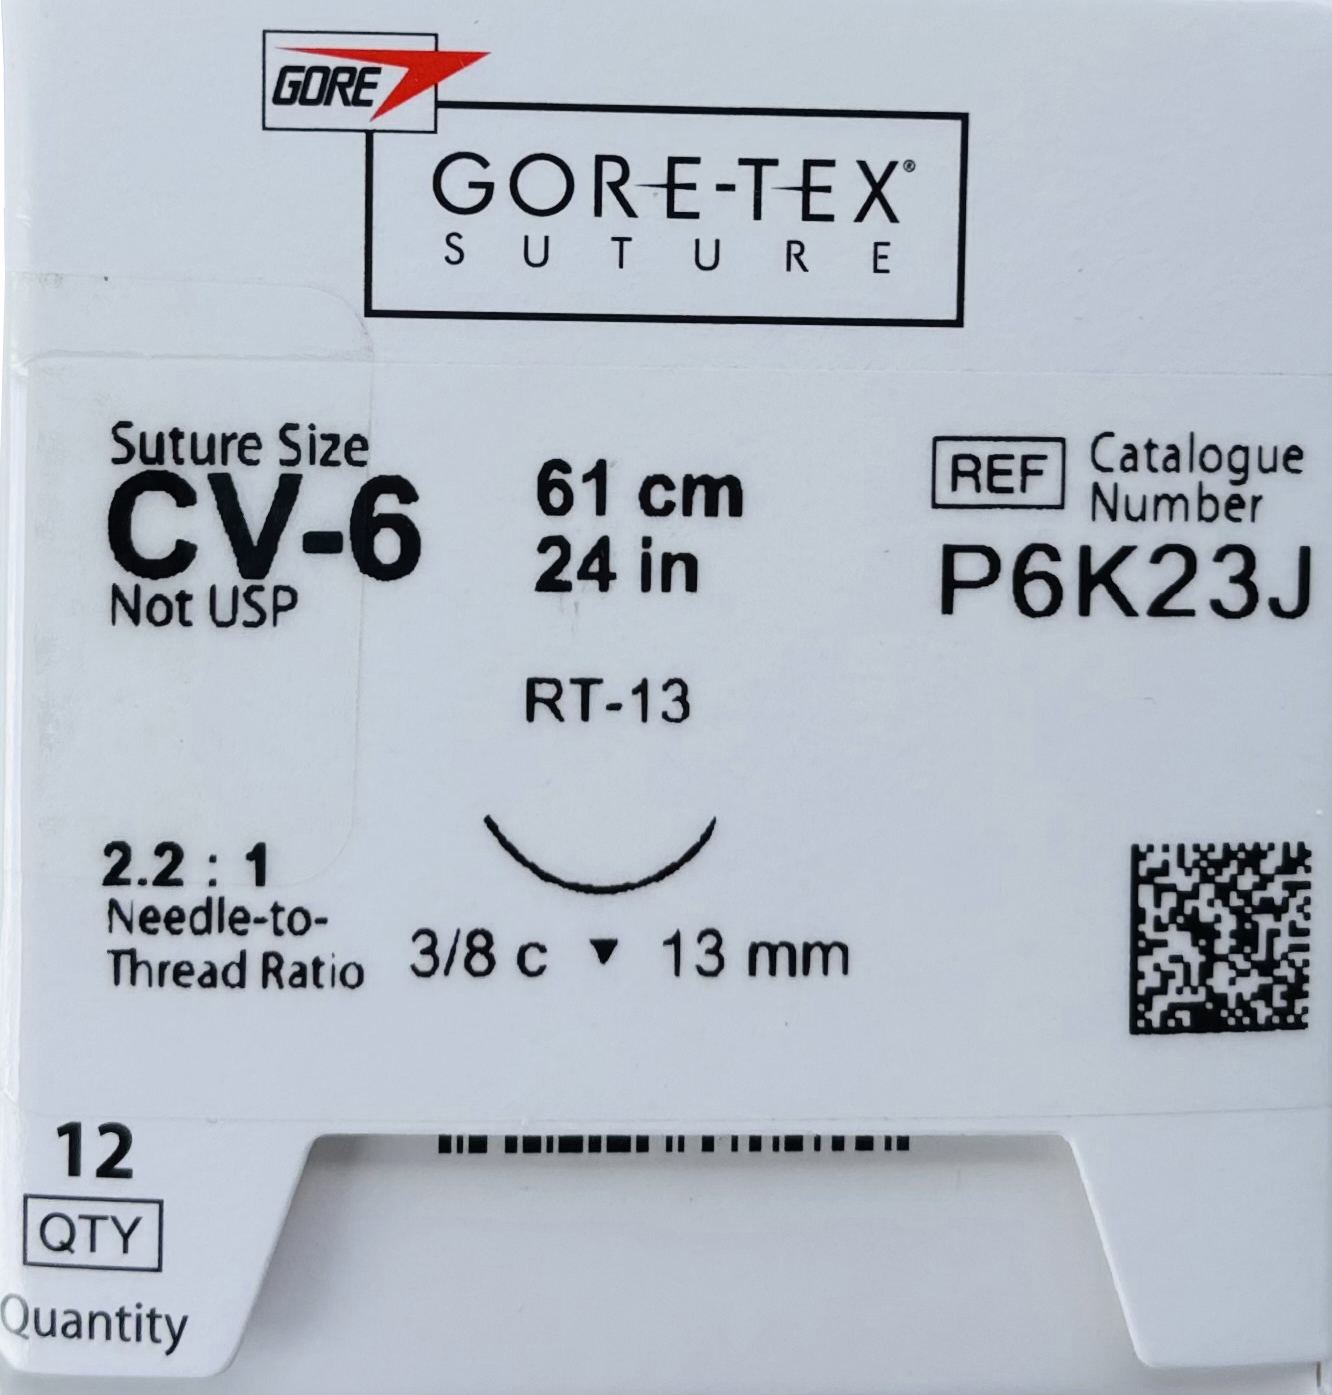 GORE
GORE-TEX®
SUTURE
Suture Size
CV-6
Not USP
61 cm
24 in
REF
Catalogue
Number
P6K23J
RT-13
2.2 : 1
Needle-to-
Thread Ratio
3/8 c ▼ 13 mm
12
QTY
Quantity